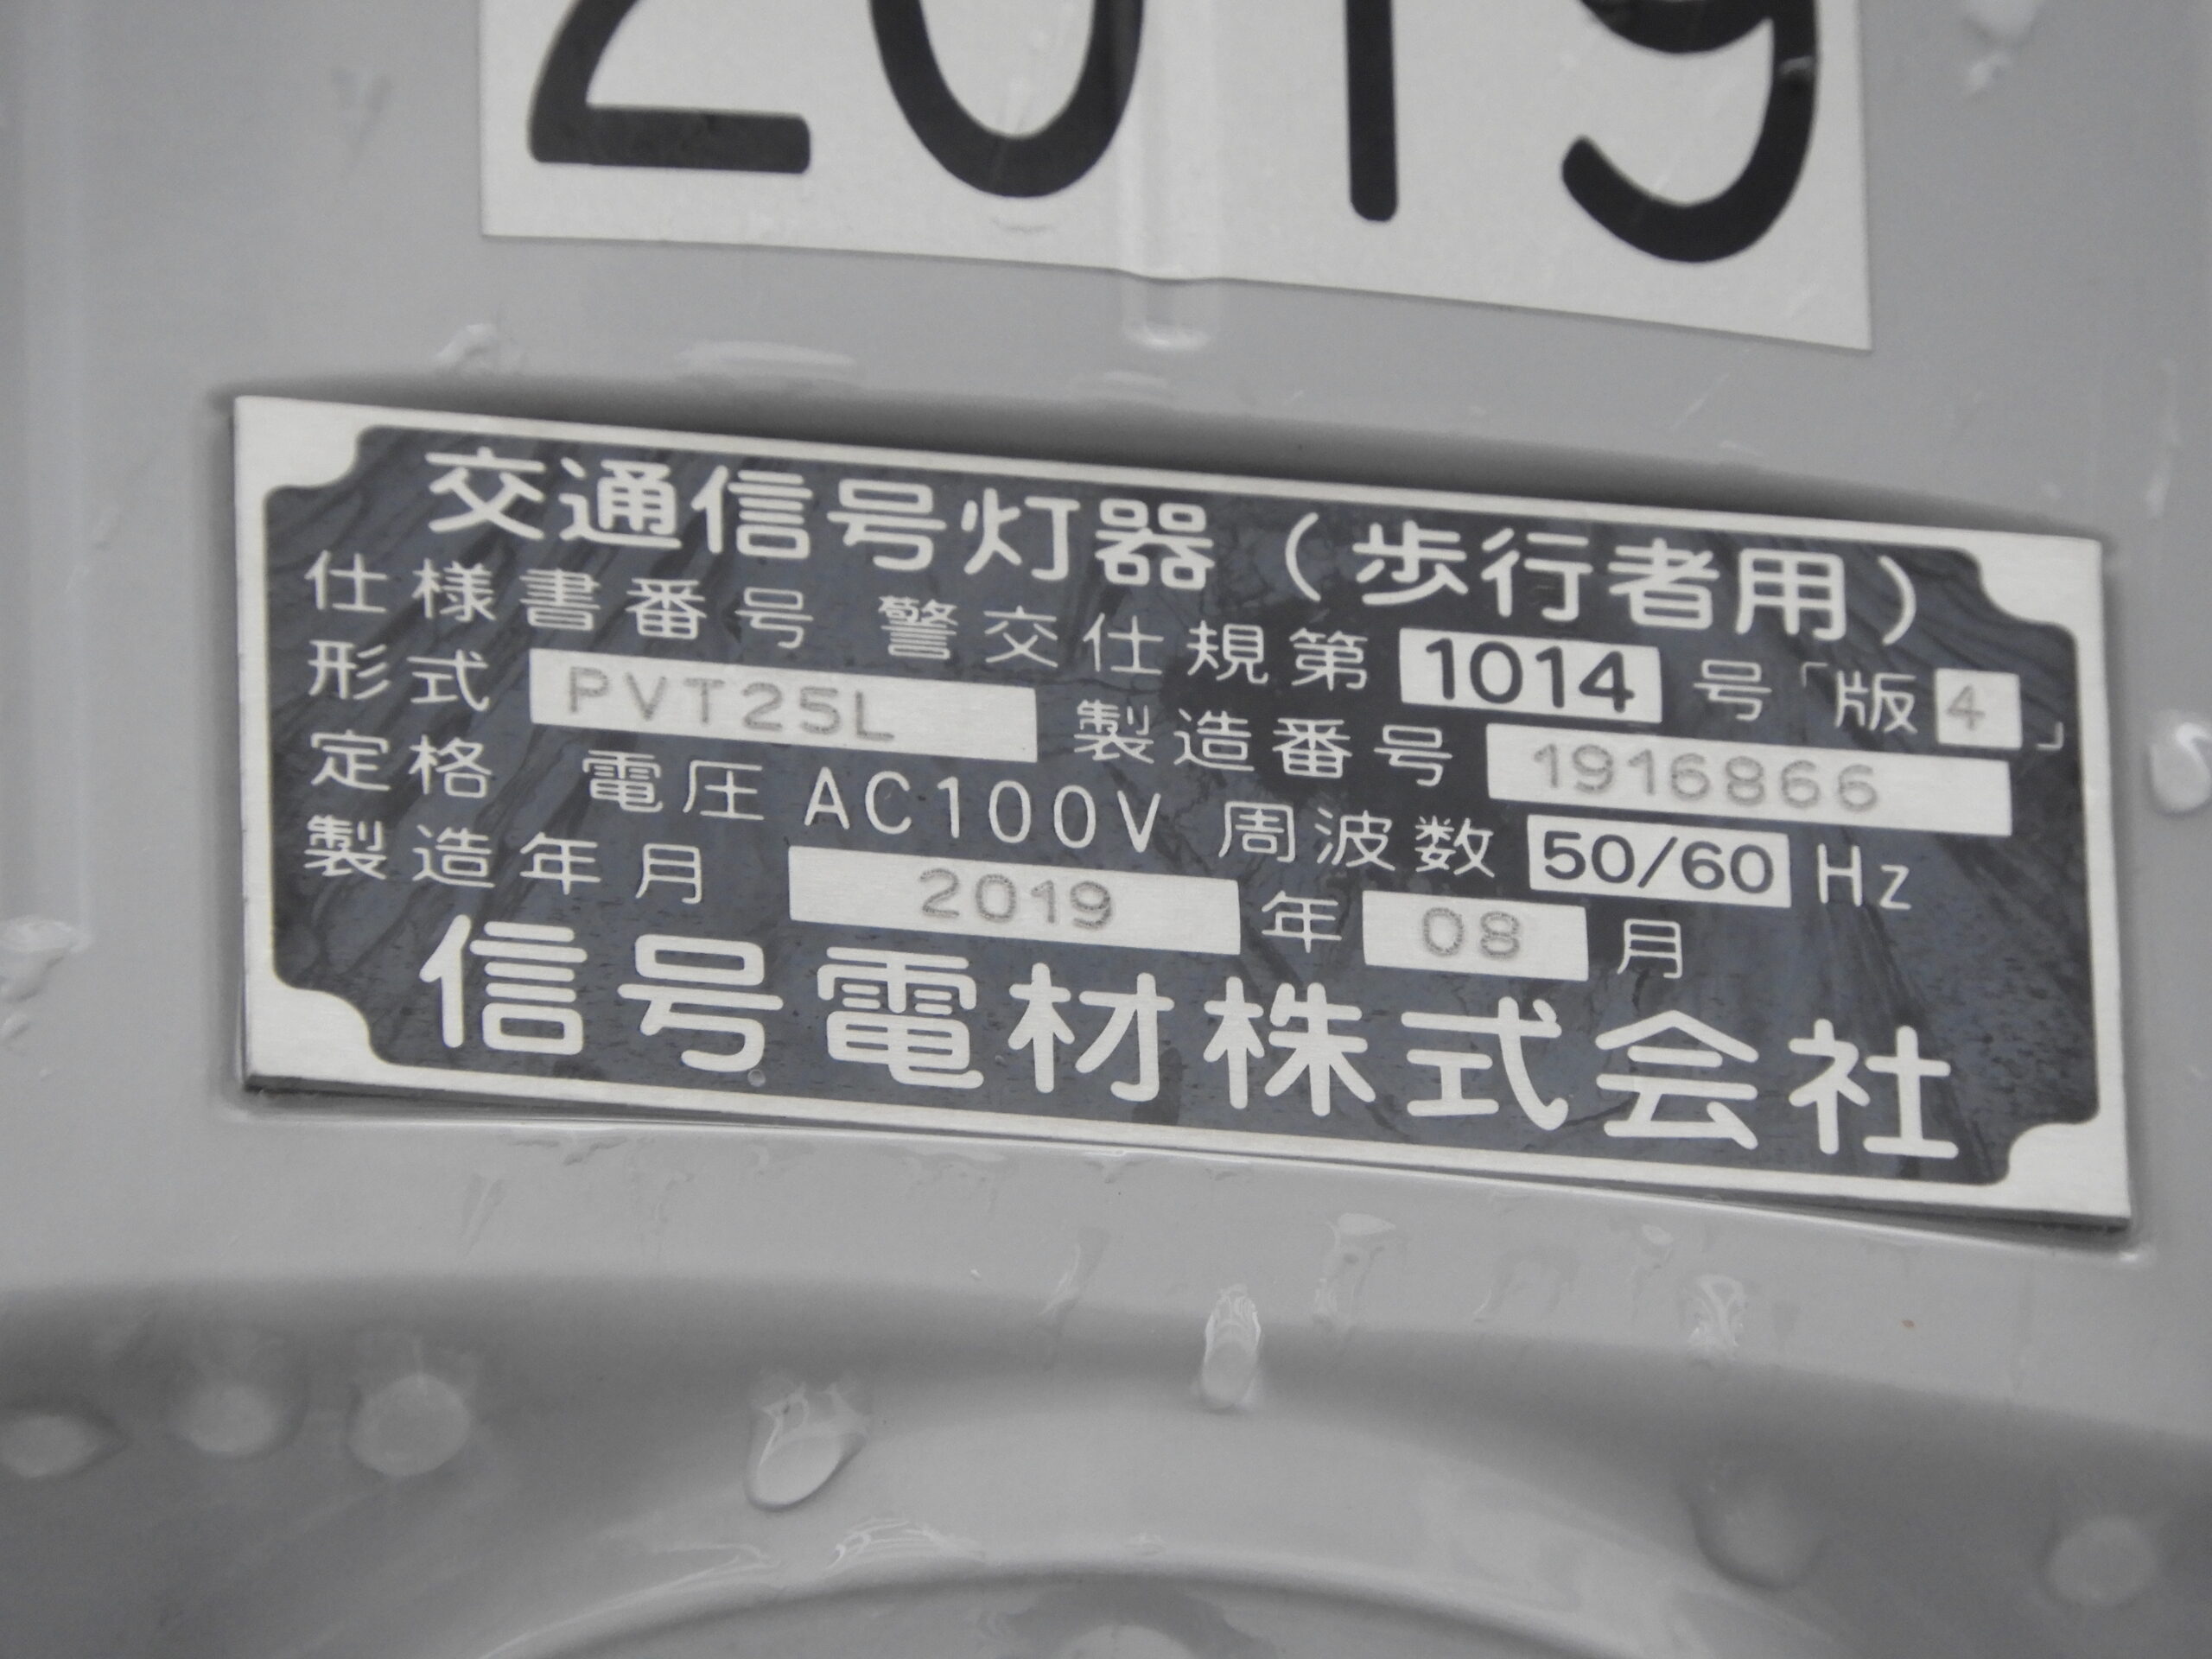 2019
交通信号灯器（歩行者用）
仕様書番号 警交仕規第 1014 号「版 4」
形式 PVT25L 製造番号 1916866
定格 電圧 AC100V 周波数 50/60 Hz
製造年月 2019 年 08 月
信号電材株式会社